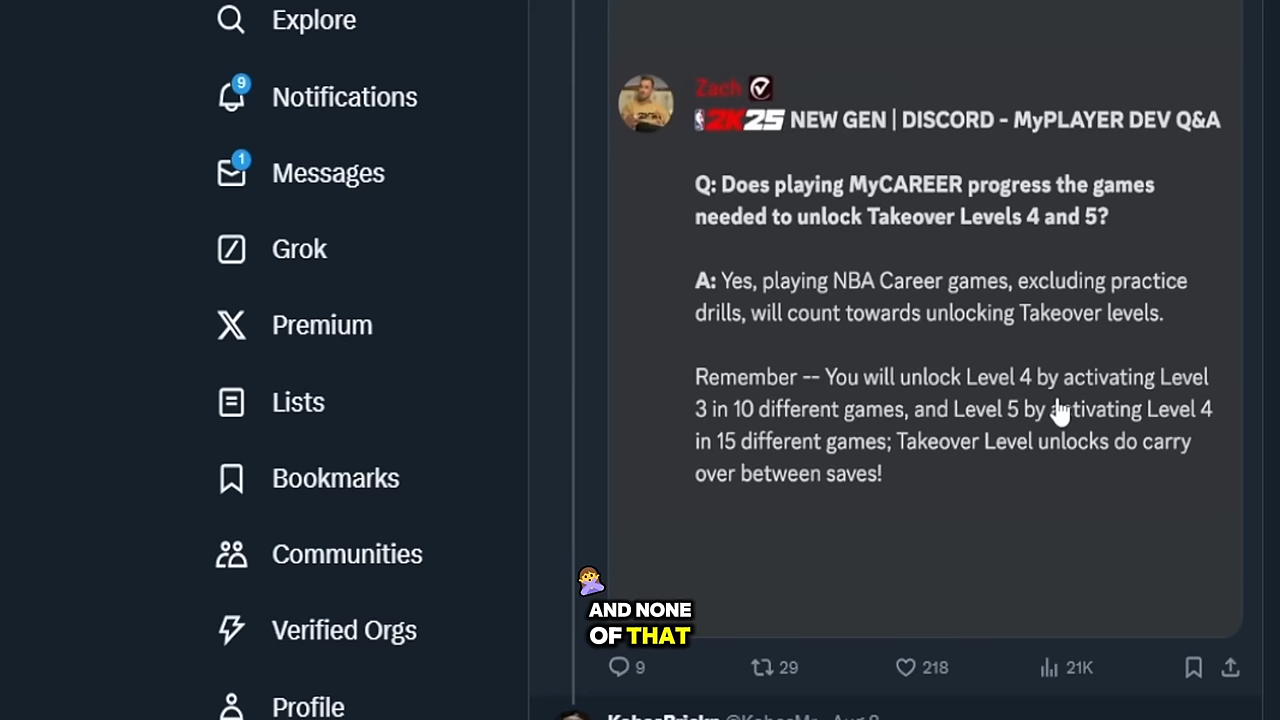 Explore
9
Notifications
1
Messages
Grok
Premium
Lists
Bookmarks
Communities
Verified Orgs
Profile
Zach
2K25 NEW GEN | DISCORD - MyPLAYER DEV Q&A
Q: Does playing MyCAREER progress the games
needed to unlock Takeover Levels 4 and 5?
A: Yes, playing NBA Career games, excluding practice
drills, will count towards unlocking Takeover levels.
Remember -- You will unlock Level 4 by activating Level
3 in 10 different games, and Level 5 by activating Level 4
in 15 different games; Takeover Level unlocks do carry
over between saves!
AND NONE
OF THAT
9 29 218 21K